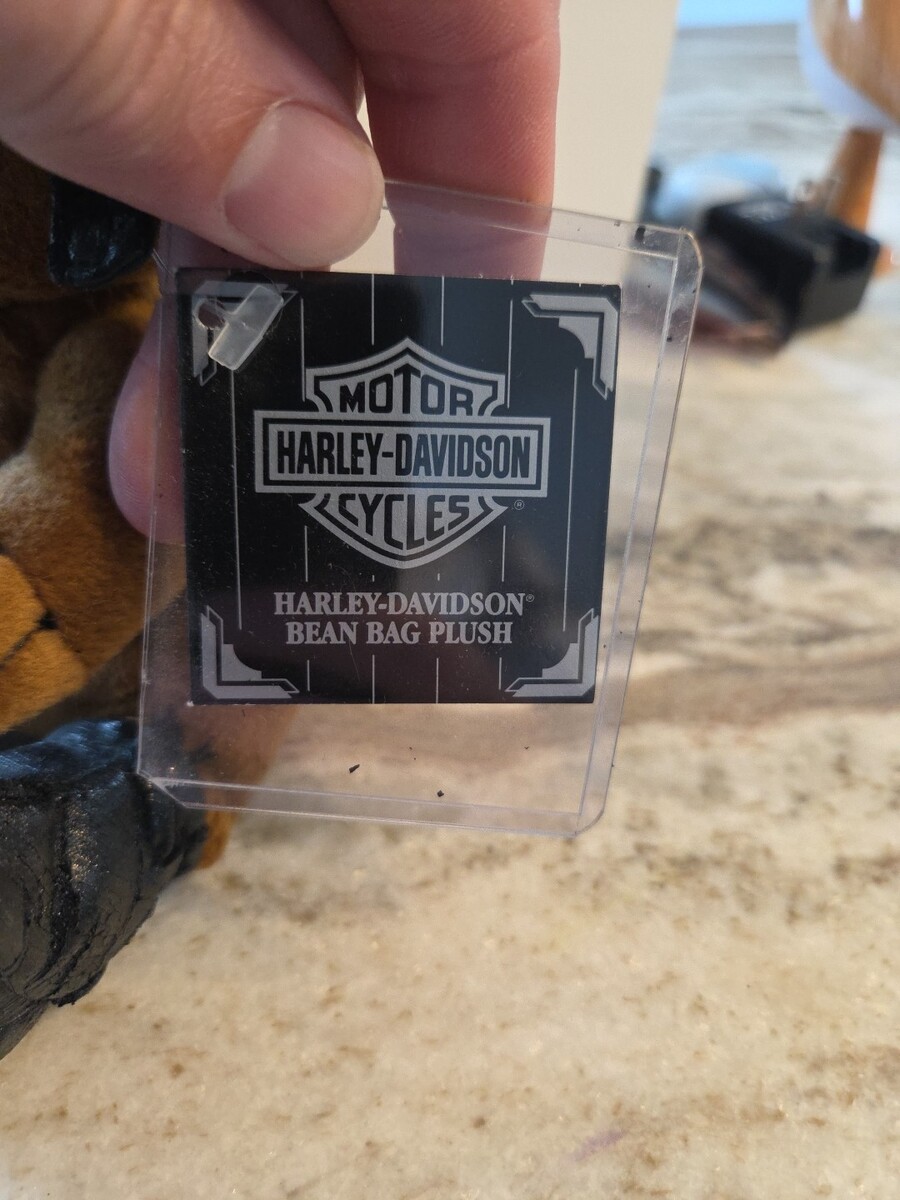 MOTOR
HARLEY-DAVIDSON
CYCLES®
HARLEY-DAVIDSON®
BEAN BAG PLUSH